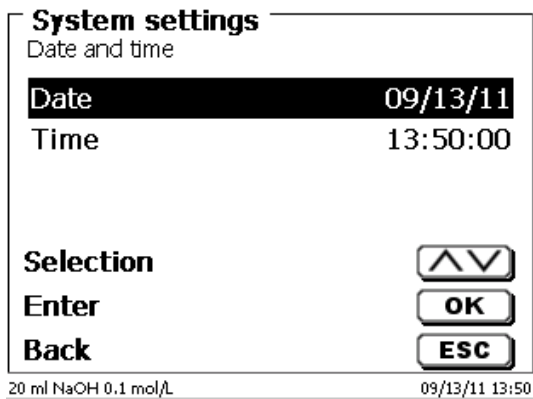 System settings
Date and time
Date 09/13/11
Time 13:50:00
Selection
Enter OK
Back ESC
20 ml NaOH 0.1 mol/L 09/13/11 13:50